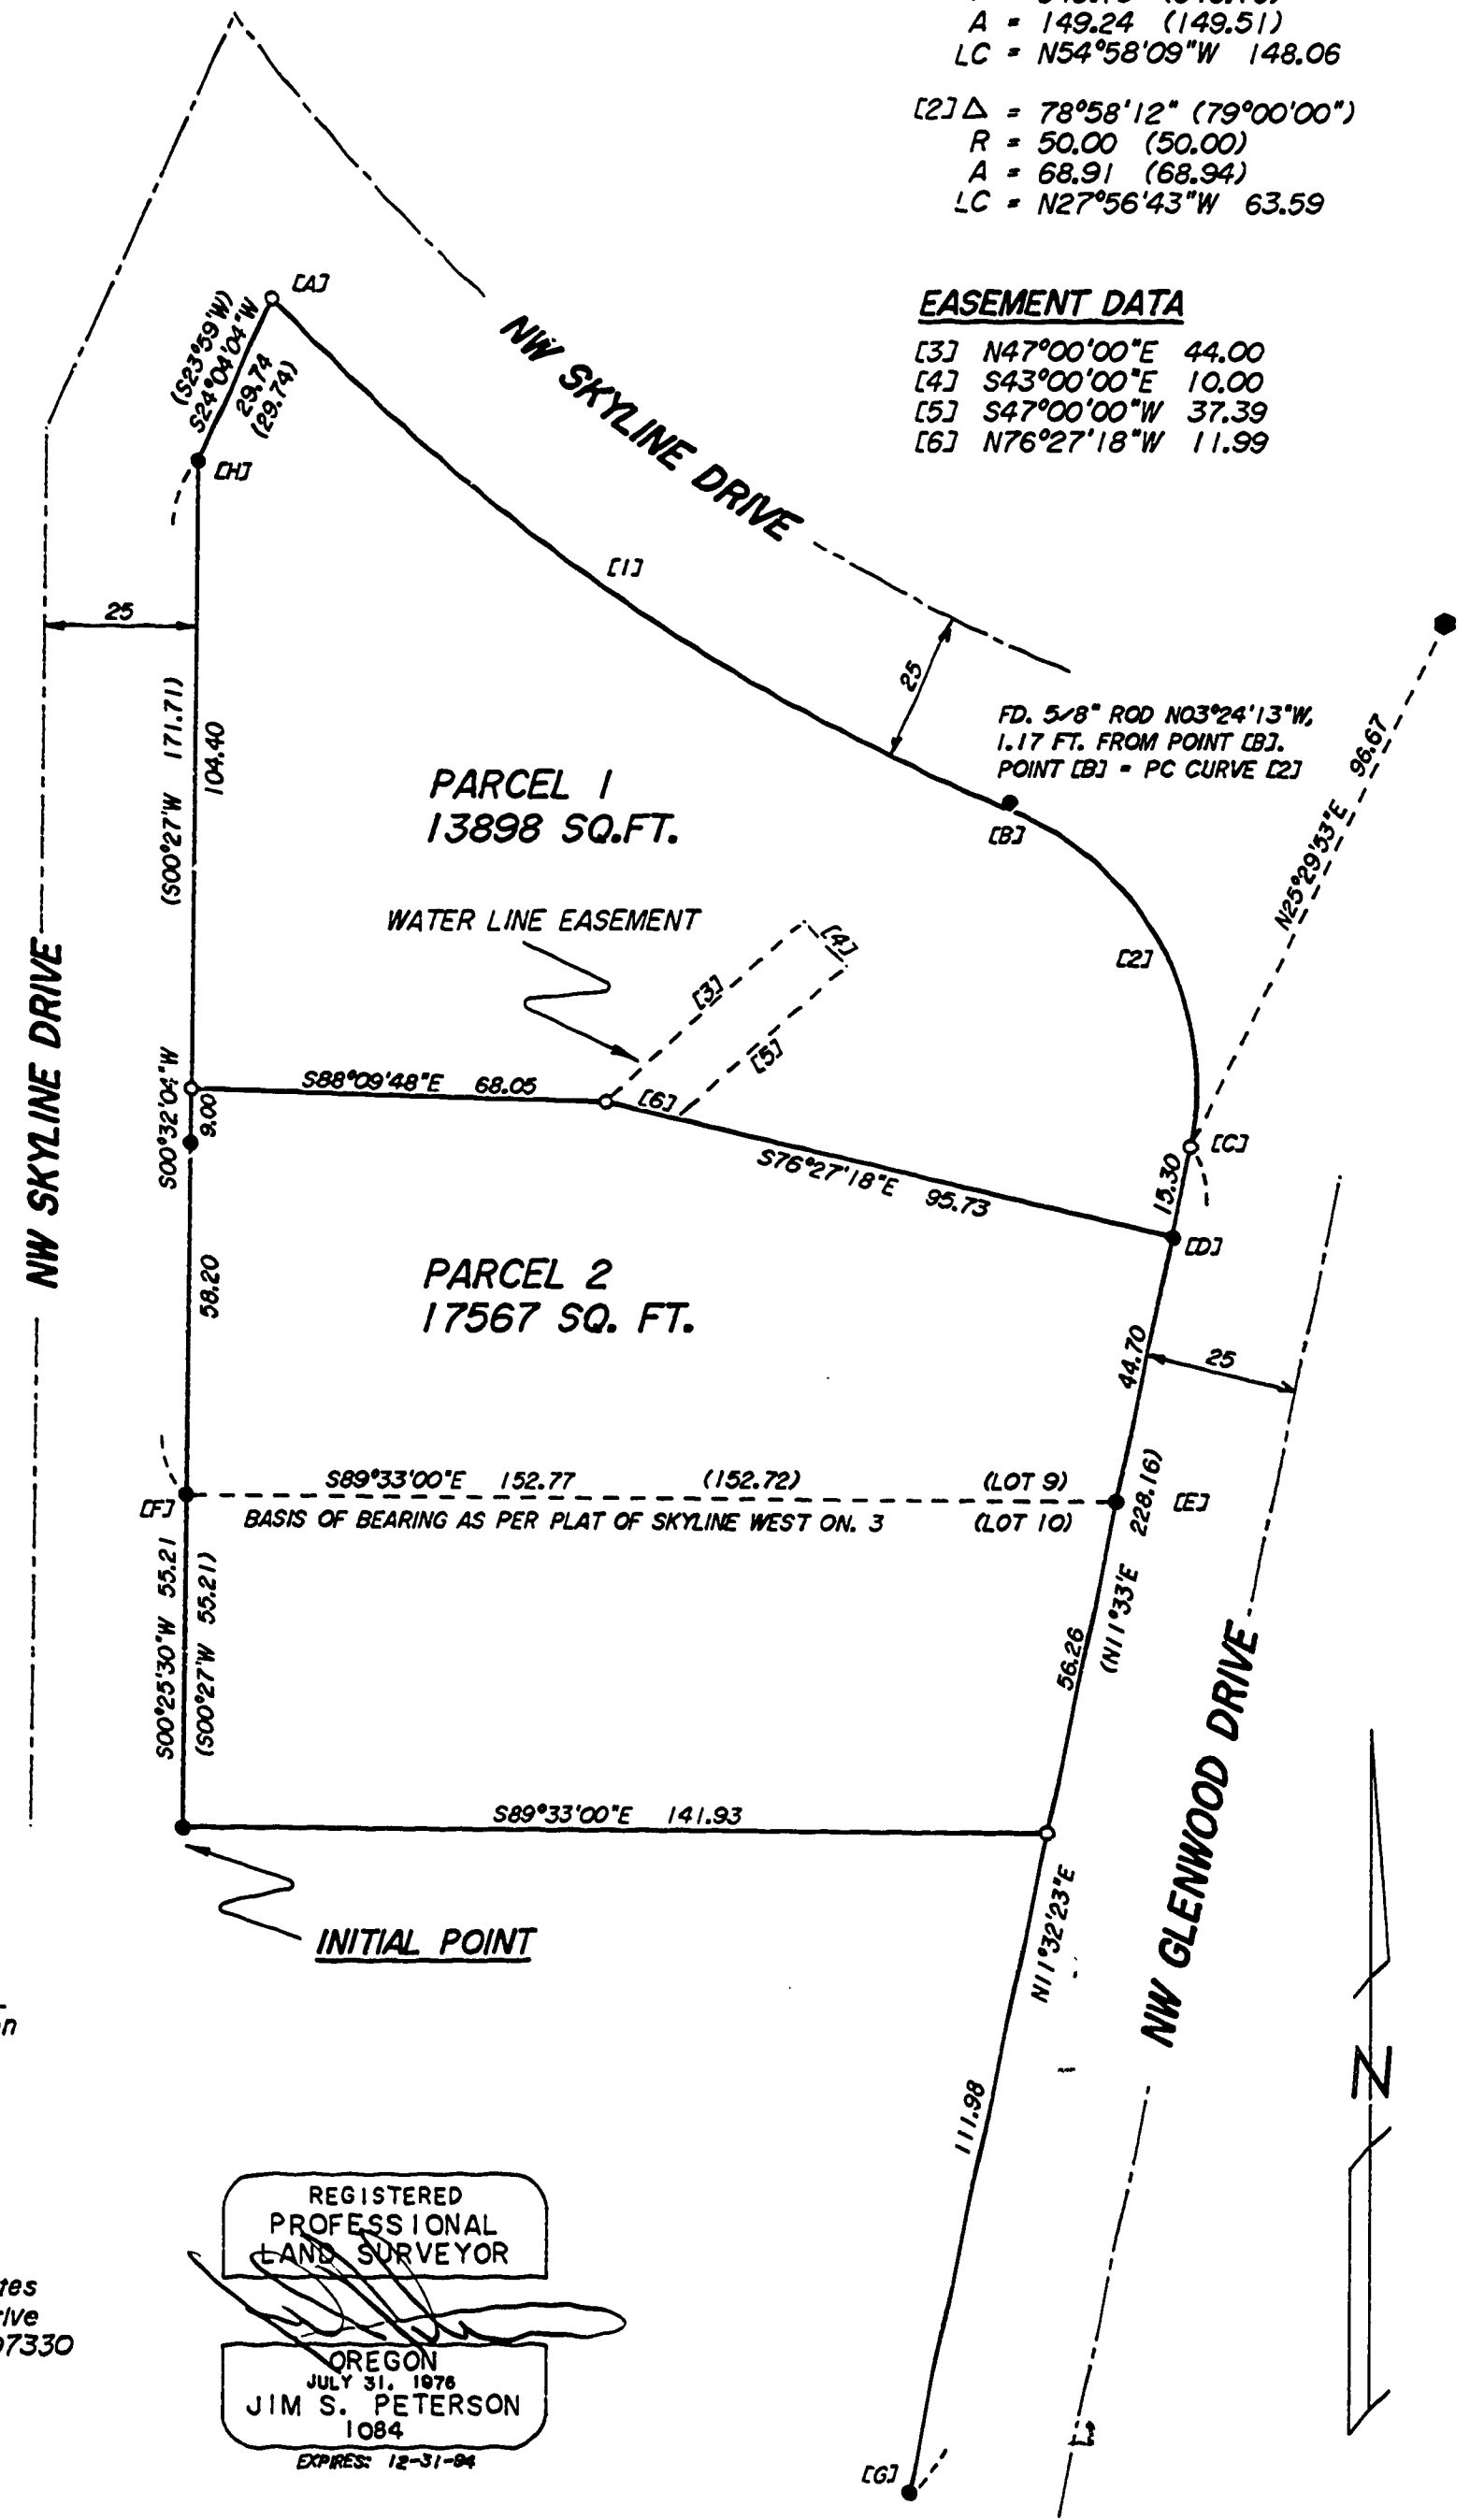 A = 149.24 (149.51)
LC = N54°58'09"W 148.06
[2] Δ = 78°58'12" (79°00'00")
R = 50.00 (50.00)
A = 68.91 (68.94)
LC = N27°56'43"W 63.59
EASEMENT DATA
[3] N47°00'00"E 44.00
[4] S43°00'00"E 10.00
[5] S47°00'00"W 37.39
[6] N76°27'18"W 11.99
[A]
(S23°59'W)
S24°04'04"W
29.74
(29.74)
[H]
NW SKYLINE DRIVE
[1]
25
25
FD. 5/8" ROD N03°24'13"W,
1.17 FT. FROM POINT [B].
POINT [B] = PC CURVE [2]
N25°29'53"E 96.67
(S00°27'W 171.71)
104.40
PARCEL 1
13898 SQ.FT.
[B]
WATER LINE EASEMENT
[4]
[3]
[2]
[5]
NW SKYLINE DRIVE
S00°32'04"W
9.00
S88°09'48"E 68.05
[6]
[C]
15.30
S76°27'18"E 95.73
[D]
PARCEL 2
17567 SQ. FT.
58.20
44.70
25
S89°33'00"E 152.77 (152.72) (LOT 9)
[F]
[E]
BASIS OF BEARING AS PER PLAT OF SKYLINE WEST ON. 3 (LOT 10)
(N11°33'E 228.16)
S00°25'30"W 55.21
(S00°27'W 55.21)
56.26
S89°33'00"E 141.93
INITIAL POINT
N11°32'23"E
NW GLENWOOD DRIVE
N
111.98
REGISTERED
PROFESSIONAL
LAND SURVEYOR
OREGON
JULY 31, 1976
JIM S. PETERSON
1084
EXPIRES: 12-31-94
97330
[G]